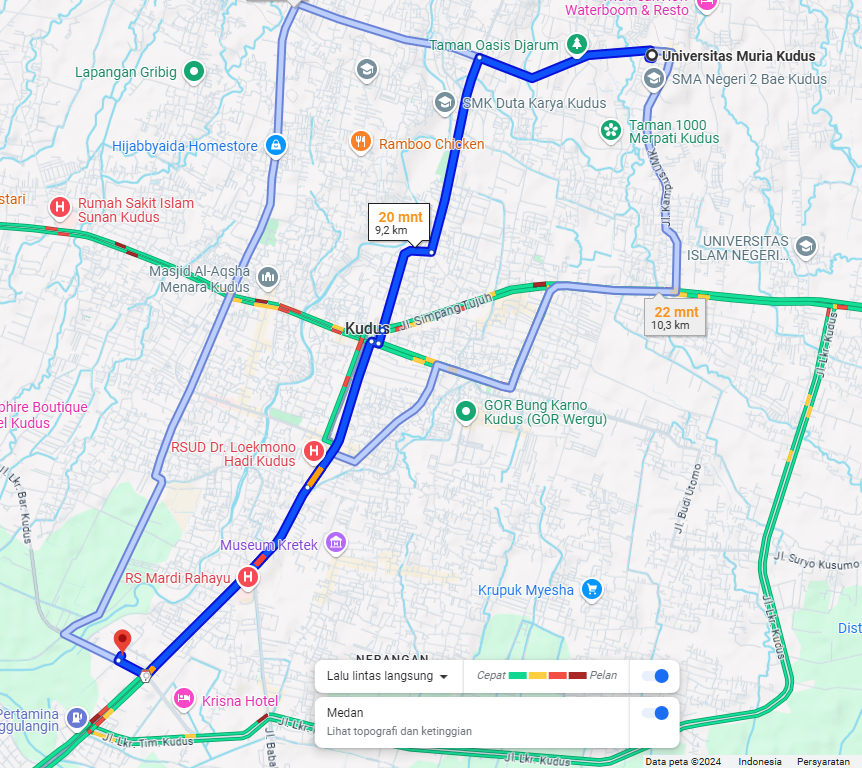 Waterboom & Resto
Taman Oasis Djarum
Universitas Muria Kudus
Lapangan Gribig
SMA Negeri 2 Bae Kudus
SMK Duta Karya Kudus
Taman 1000
Merpati Kudus
Hijabbyaida Homestore
Ramboo Chicken
Jl. Kampus UMK
stari
Rumah Sakit Islam
Sunan Kudus
20 mnt
9,2 km
UNIVERSITAS
ISLAM NEGERI...
Masjid Al-Aqsha
Menara Kudus
Jl. Simpang Tujuh
Kudus
22 mnt
10,3 km
Jl. Lkr. Kudus
phire Boutique
el Kudus
GOR Bung Karno
Kudus (GOR Wergu)
RSUD Dr. Loekmono
Hadi Kudus
Jl. Lkr. Bar. Kudus
Jl. Budi Utomo
Museum Kretek
Jl. Suryo Kusumo
RS Mardi Rahayu
Krupuk Myesha
Jl. Lkr. Tim. Kudus
Dist
Lalu lintas langsung
Cepat
Pelan
Krisna Hotel
Pertamina
ggulangin
Medan
Lihat topografi dan ketinggian
Jl. Lkr.
Jl. Lkr. Tim. Kudus
Jl. Lkr. Kudus
Data peta ©2024
Indonesia
Persyaratan